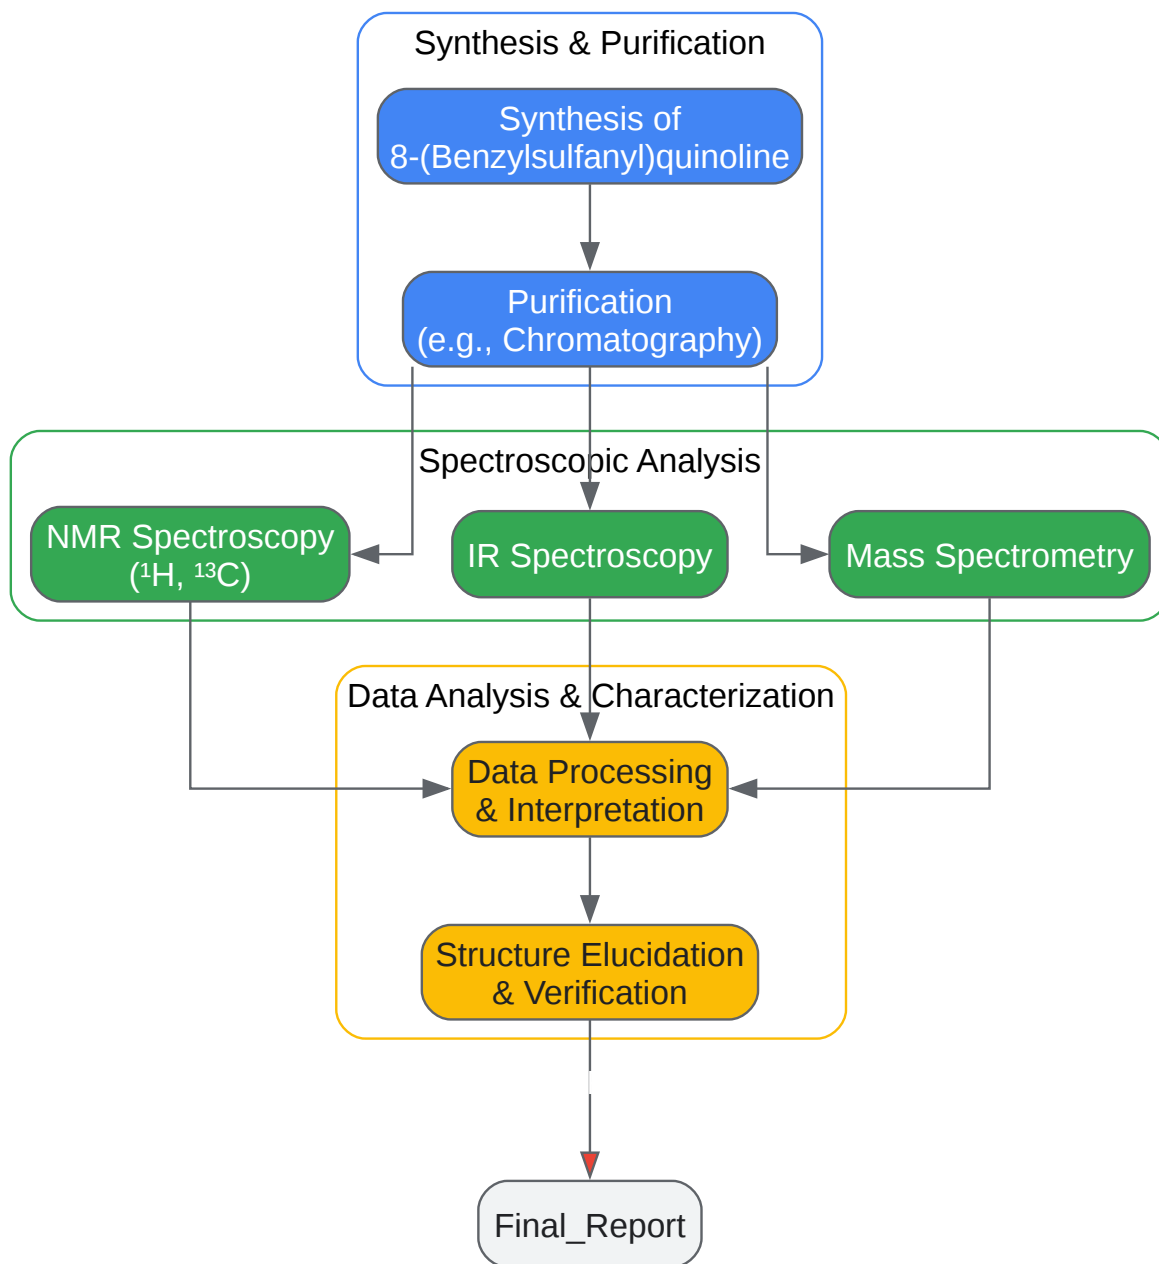 Synthesis & Purification
Synthesis of
8-(Benzylsulfanyl)quinoline
Purification
(e.g., Chromatography)
Spectroscopic Analysis
NMR Spectroscopy
(¹H, ¹³C)
IR Spectroscopy
Mass Spectrometry
Data Analysis & Characterization
Data Processing
& Interpretation
Structure Elucidation
& Verification
Final_Report